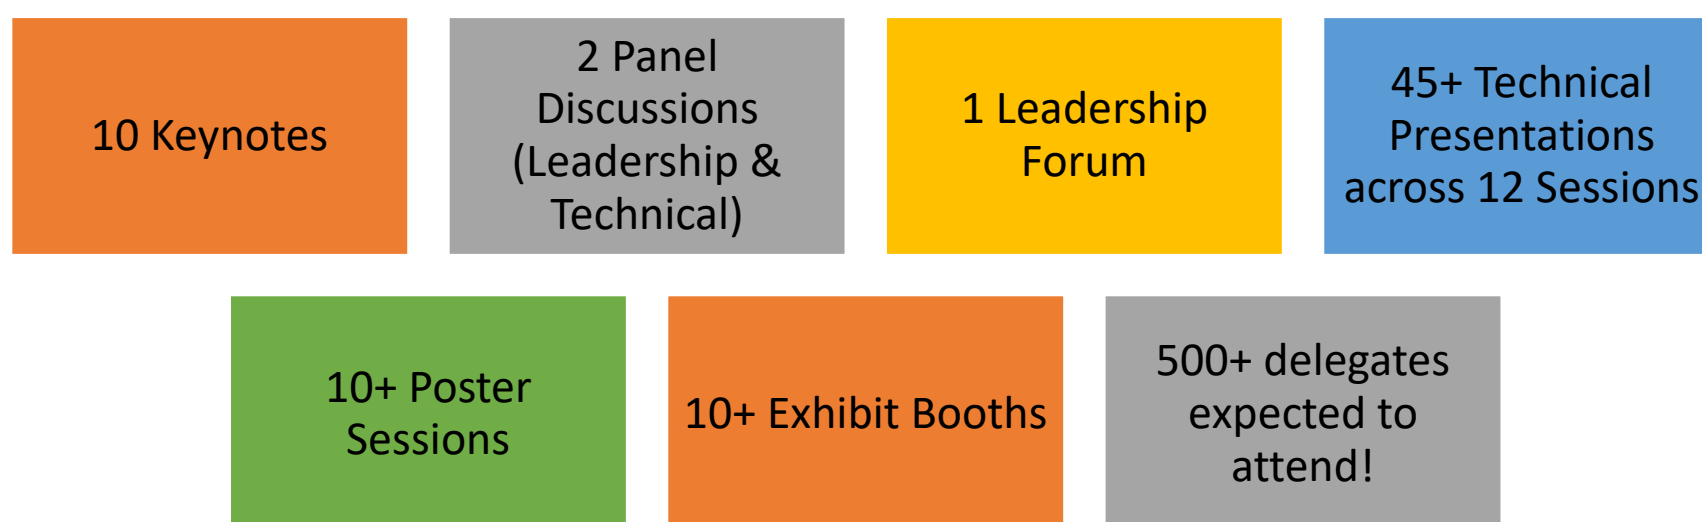 10 Keynotes
2 Panel
Discussions
(Leadership &
Technical)
1 Leadership
Forum
45+ Technical
Presentations
across 12 Sessions
10+ Poster
Sessions
10+ Exhibit Booths
500+ delegates
expected to
attend!